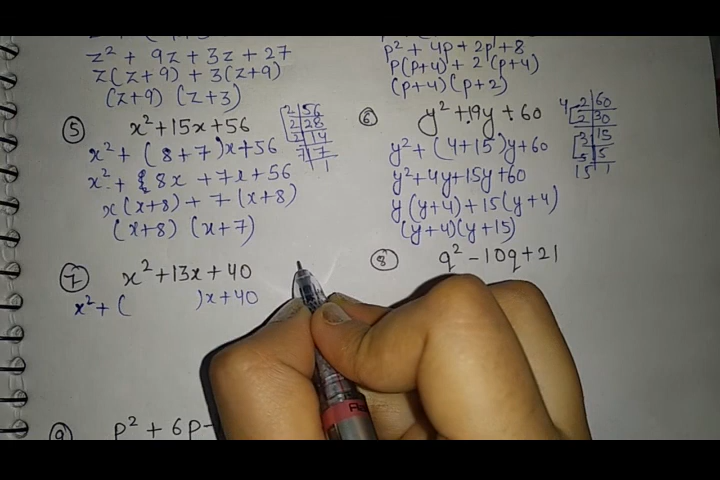 z² + 9z + 3z + 27
z(z+9) + 3(z+9)
(z+9) (z+3)
p² + 4p + 2p + 8
p(p+4) + 2(p+4)
(p+4)(p+2)
⑤ x² + 15x + 56
2 | 56
2 | 28
2 | 14
7 | 7
1
x² + (8+7)x + 56
x² + 8x + 7x + 56
x(x+8) + 7(x+8)
(x+8) (x+7)
⑥ y² + 19y + 60
4
2 | 60
2 | 30
3 | 15
5 | 5
15 1
y² + (4+15)y + 60
y² + 4y + 15y + 60
y(y+4) + 15(y+4)
(y+4)(y+15)
⑦ x² + 13x + 40
x² + ( )x + 40
⑧ q² - 10q + 21
⑨ p² + 6p